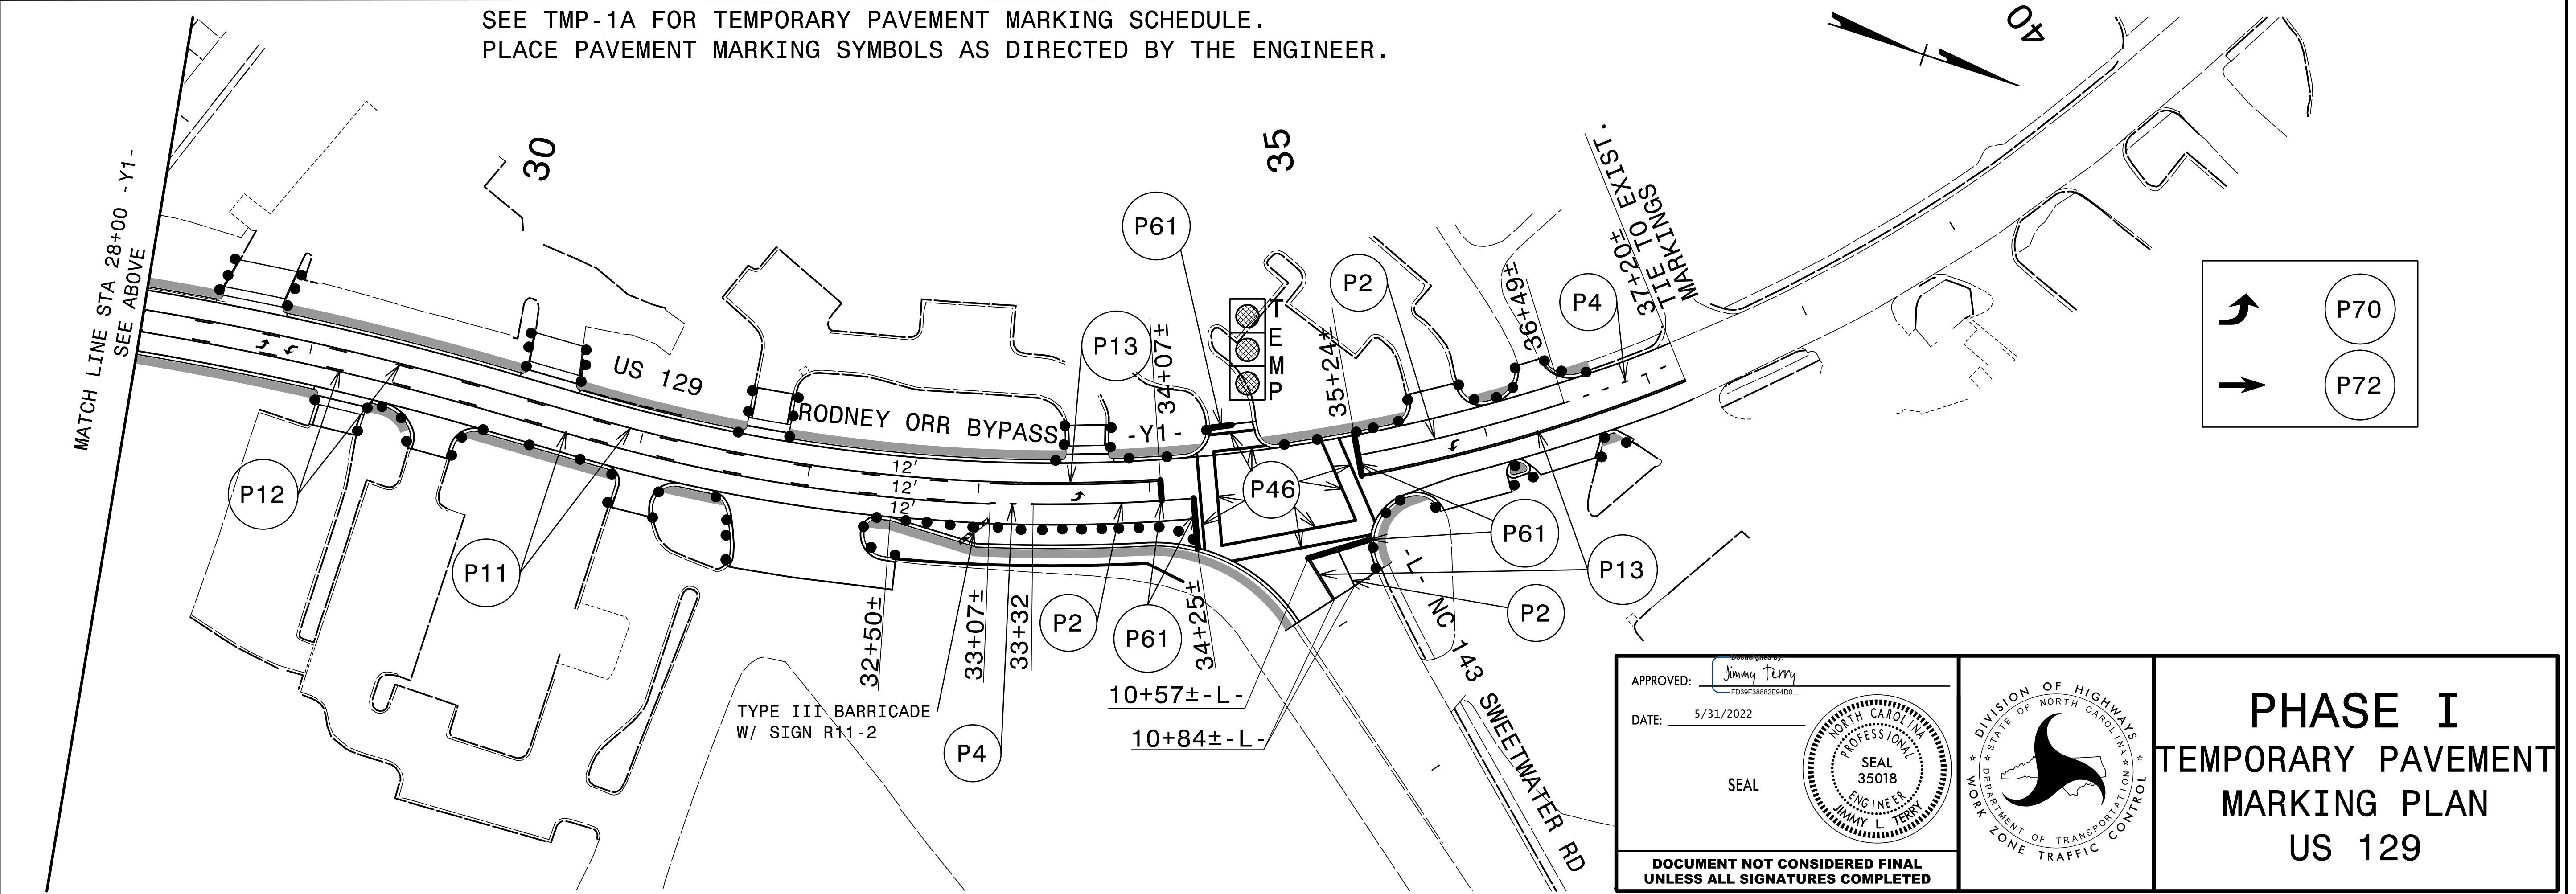 SEE TMP-1A FOR TEMPORARY PAVEMENT MARKING SCHEDULE.
PLACE PAVEMENT MARKING SYMBOLS AS DIRECTED BY THE ENGINEER.
MATCH LINE STA 28+00 -Y1-
SEE ABOVE
30
35
40
US 129
RODNEY ORR BYPASS
-Y1-
12'
12'
12'
P61
P13
34+07±
TEMP
35+24±
P2
36+49±
P4
37+20±
TIE TO EXIST.
MARKINGS
P70
P72
P12
P11
P46
P61
P13
P2
32+50±
33+07±
33+32
P2
P61
34+25±
10+57±-L-
10+84±-L-
TYPE III BARRICADE
W/ SIGN R11-2
P4
-L- NC 143 SWEETWATER RD
APPROVED:
DocuSigned by:
Jimmy Terry
FD39F38882E94D0...
DATE: 5/31/2022
SEAL
NORTH CAROLINA
PROFESSIONAL
SEAL
35018
ENGINEER
JIMMY L. TERRY
DOCUMENT NOT CONSIDERED FINAL
UNLESS ALL SIGNATURES COMPLETED
DIVISION OF HIGHWAYS
STATE OF NORTH CAROLINA
DEPARTMENT OF TRANSPORTATION
WORK ZONE TRAFFIC CONTROL
PHASE I
TEMPORARY PAVEMENT
MARKING PLAN
US 129